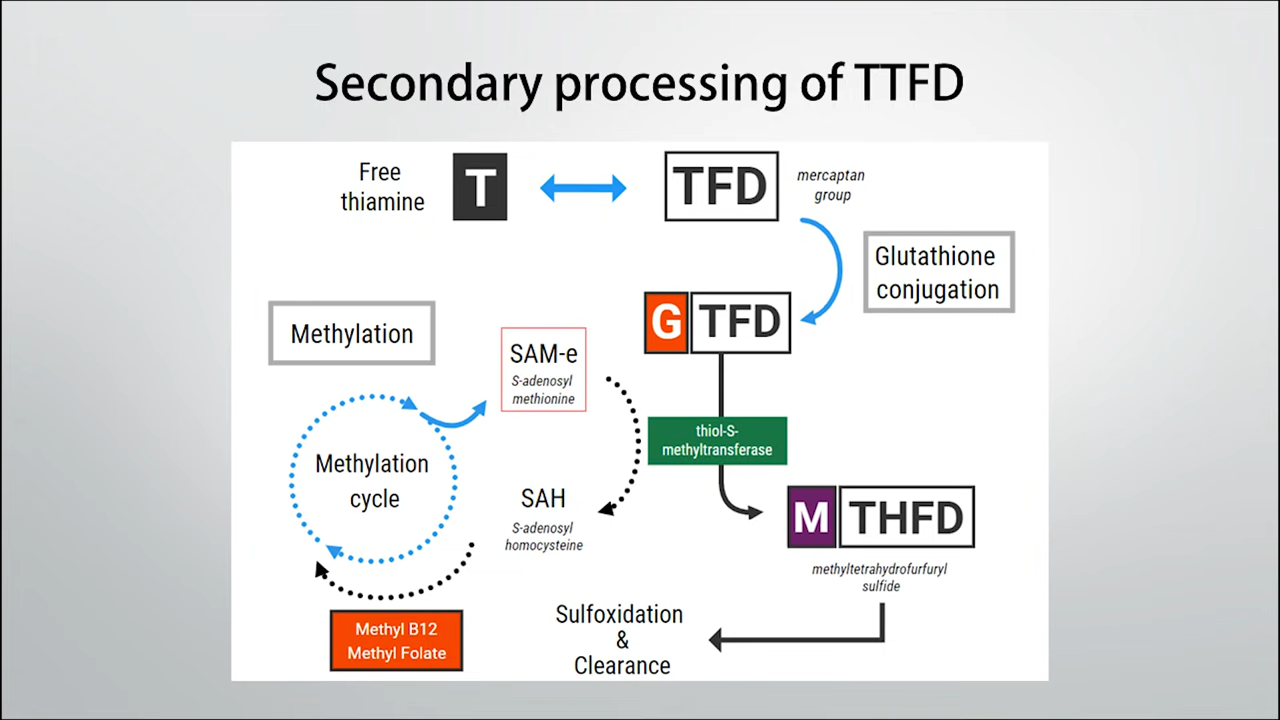 Secondary processing of TTFD
Free
thiamine
T
TFD
mercaptan
group
Glutathione
conjugation
G TFD
Methylation
SAM-e
S-adenosyl
methionine
thiol-S-
methyltransferase
Methylation
cycle
SAH
S-adenosyl
homocysteine
M THFD
methyltetrahydrofurfuryl
sulfide
Methyl B12
Methyl Folate
Sulfoxidation
&
Clearance